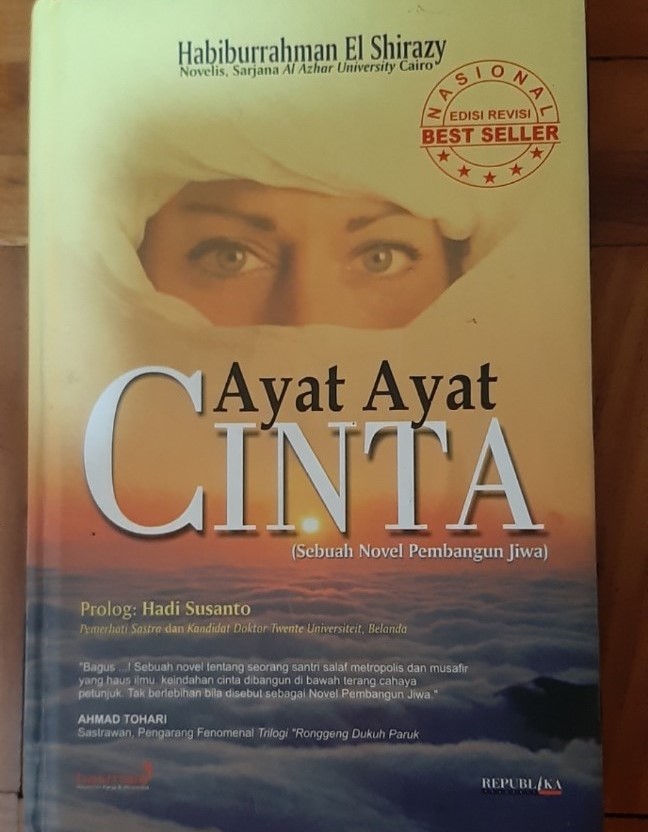 Habiburrahman El Shirazy
Novelis, Sarjana Al Azhar University Cairo
NASIONAL
EDISI REVISI
BEST SELLER
Ayat Ayat
CINTA
(Sebuah Novel Pembangun Jiwa)
Prolog: Hadi Susanto
Pemerhati Sastra dan Kandidat Doktor Twente Universiteit, Belanda
"Bagus ...! Sebuah novel tentang seorang santri salaf metropolis dan musafir
yang haus ilmu. keindahan cinta dibangun di bawah terang cahaya
petunjuk. Tak berlebihan bila disebut sebagai Novel Pembangun Jiwa."
AHMAD TOHARI
Sastrawan, Pengarang Fenomenal Trilogi "Ronggeng Dukuh Paruk
REPUBLIKA